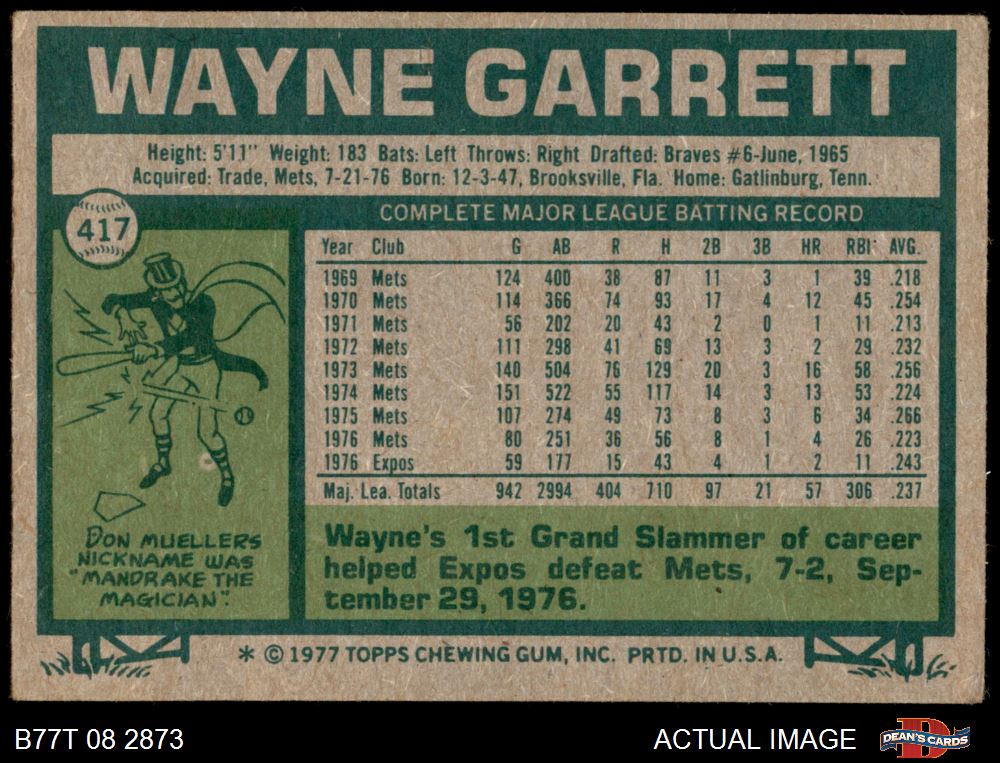 WAYNE GARRETT
Height: 5'11" Weight: 183 Bats: Left Throws: Right Drafted: Braves #6-June, 1965
Acquired: Trade, Mets, 7-21-76 Born: 12-3-47, Brooksville, Fla. Home: Gatlinburg, Tenn.
417
COMPLETE MAJOR LEAGUE BATTING RECORD
Year Club G AB R H 2B 3B HR RBI AVG.
1969 Mets 124 400 38 87 11 3 1 39 .218
1970 Mets 114 366 74 93 17 4 12 45 .254
1971 Mets 56 202 20 43 2 0 1 11 .213
1972 Mets 111 298 41 69 13 3 2 29 .232
1973 Mets 140 504 76 129 20 3 16 58 .256
1974 Mets 151 522 55 117 14 3 13 53 .224
1975 Mets 107 274 49 73 8 3 6 34 .266
1976 Mets 80 251 36 56 8 1 4 26 .223
1976 Expos 59 177 15 43 4 1 2 11 .243
Maj. Lea. Totals 942 2994 404 710 97 21 57 306 .237
DON MUELLERS
NICKNAME WAS
"MANDRAKE THE
MAGICIAN".
Wayne's 1st Grand Slammer of career
helped Expos defeat Mets, 7-2, Sep-
tember 29, 1976.
* © 1977 TOPPS CHEWING GUM, INC. PRTD. IN U.S.A.
B77T 08 2873
ACTUAL IMAGE
D
DEAN'S CARDS